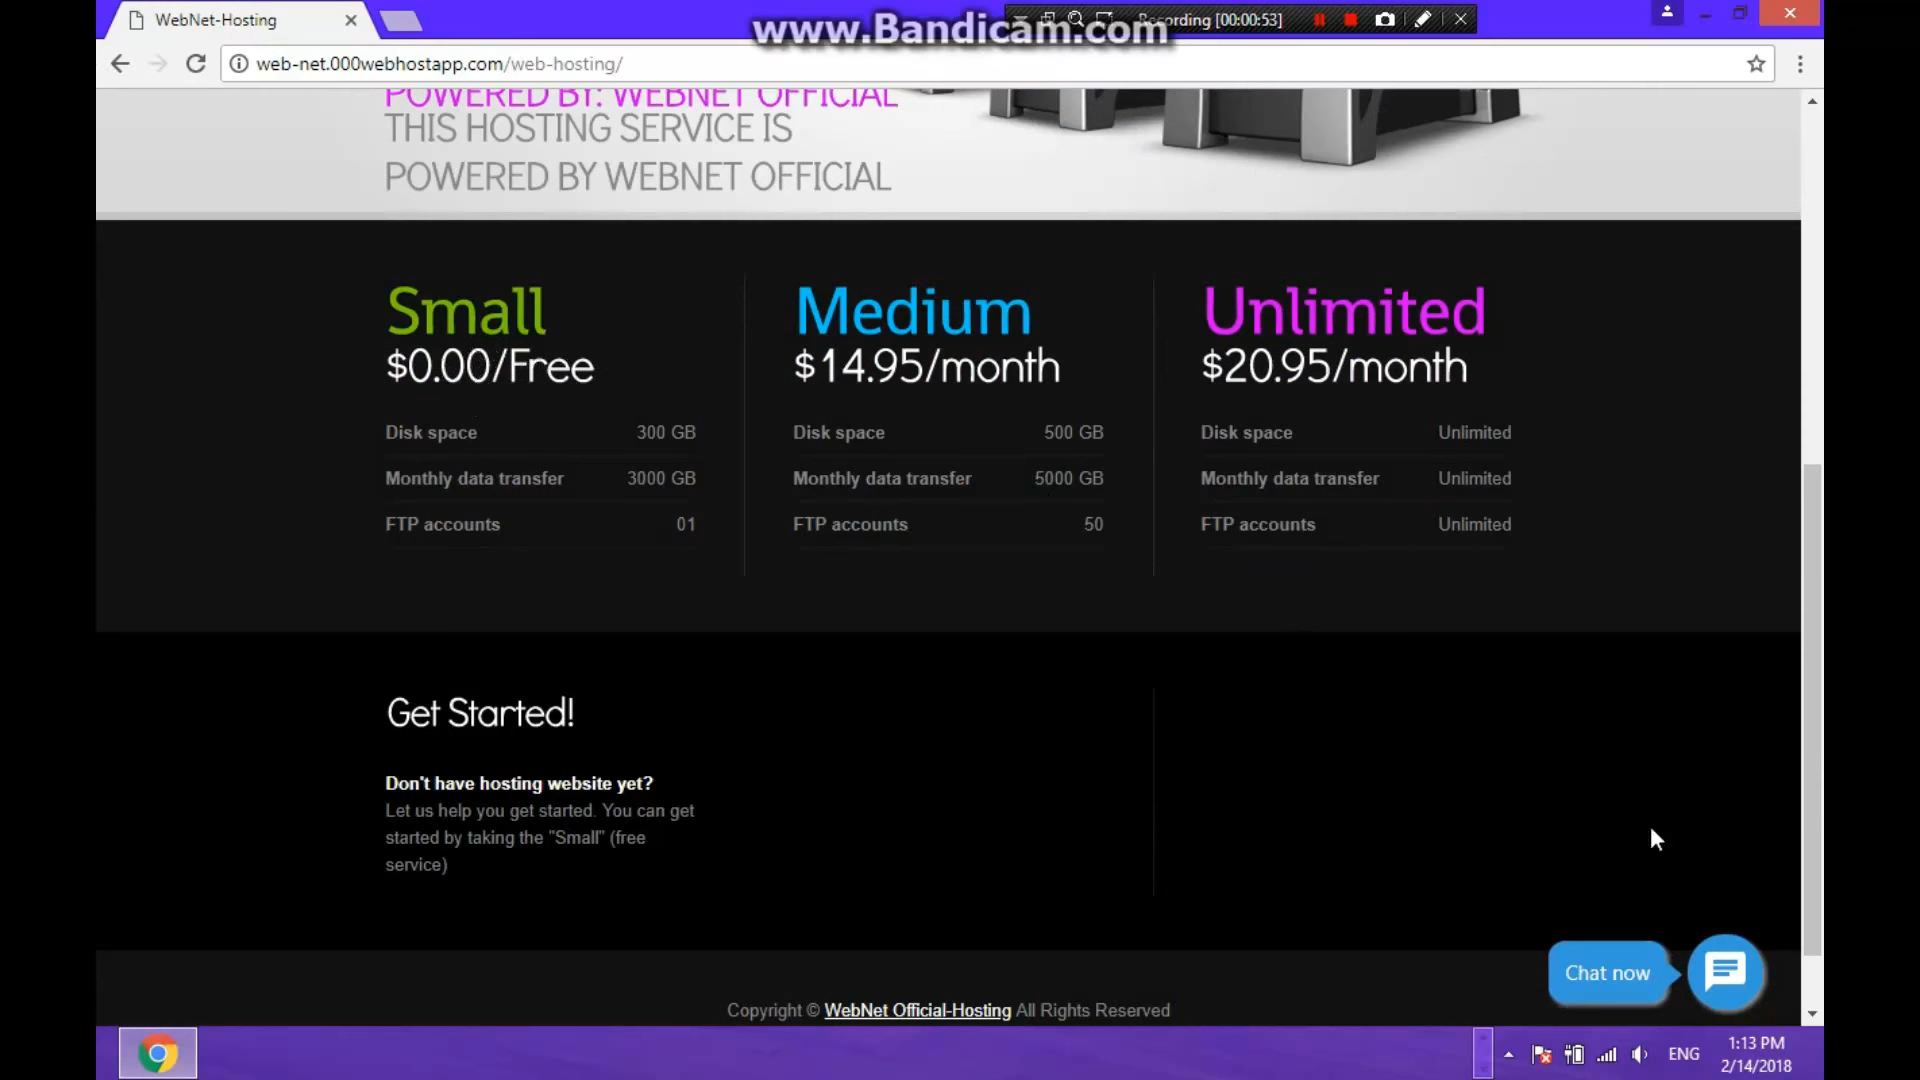 WebNet-Hosting
www.Bandicam.com
Recording [00:00:53]
web-net.000webhostapp.com/web-hosting/
POWERED BY: WEBNET OFFICIAL
THIS HOSTING SERVICE IS
POWERED BY WEBNET OFFICIAL
Small
$0.00/Free
Disk space 300 GB
Monthly data transfer 3000 GB
FTP accounts 01
Medium
$14.95/month
Disk space 500 GB
Monthly data transfer 5000 GB
FTP accounts 50
Unlimited
$20.95/month
Disk space Unlimited
Monthly data transfer Unlimited
FTP accounts Unlimited
Get Started!
Don't have hosting website yet?
Let us help you get started. You can get
started by taking the "Small" (free
service)
Chat now
Copyright © WebNet Official-Hosting All Rights Reserved
ENG
1:13 PM
2/14/2018